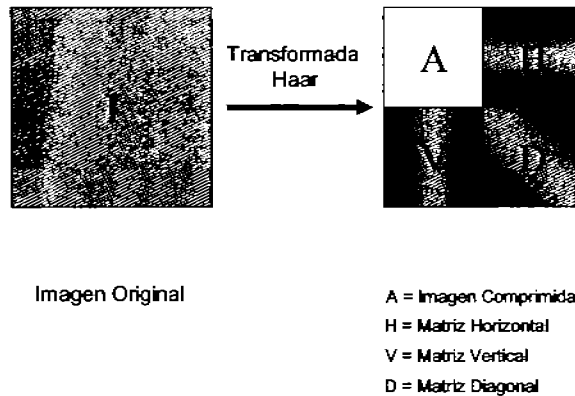 Transformada
Haar
I
A
H
V
D
Imagen Original
A = Imagen Comprimida
H = Matriz Horizontal
V = Matriz Vertical
D = Matriz Diagonal